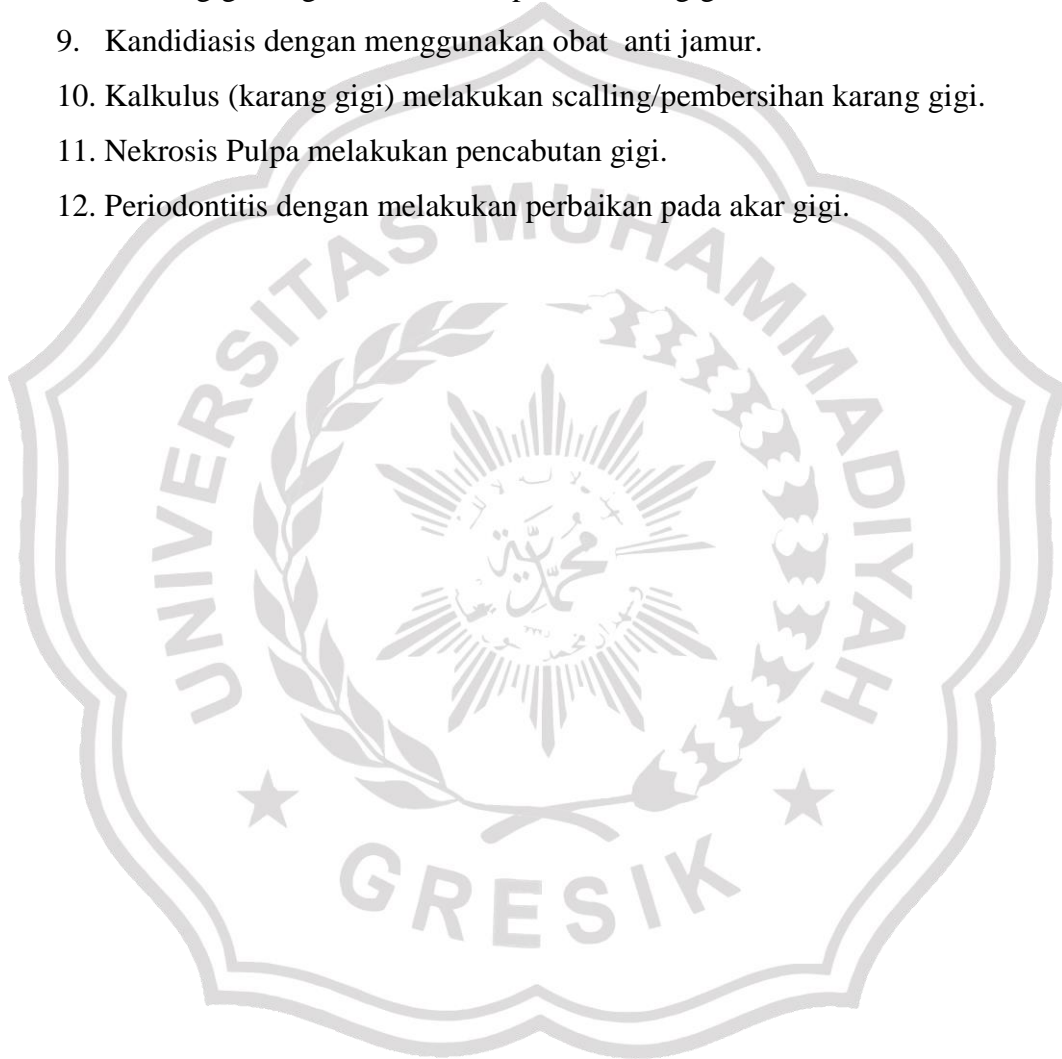 9. Kandidiasis dengan menggunakan obat anti jamur.
10. Kalkulus (karang gigi) melakukan scalling/pembersihan karang gigi.
11. Nekrosis Pulpa melakukan pencabutan gigi.
12. Periodontitis dengan melakukan perbaikan pada akar gigi.
UNIVERSITAS MUHAMMADIYAH
GRESIK